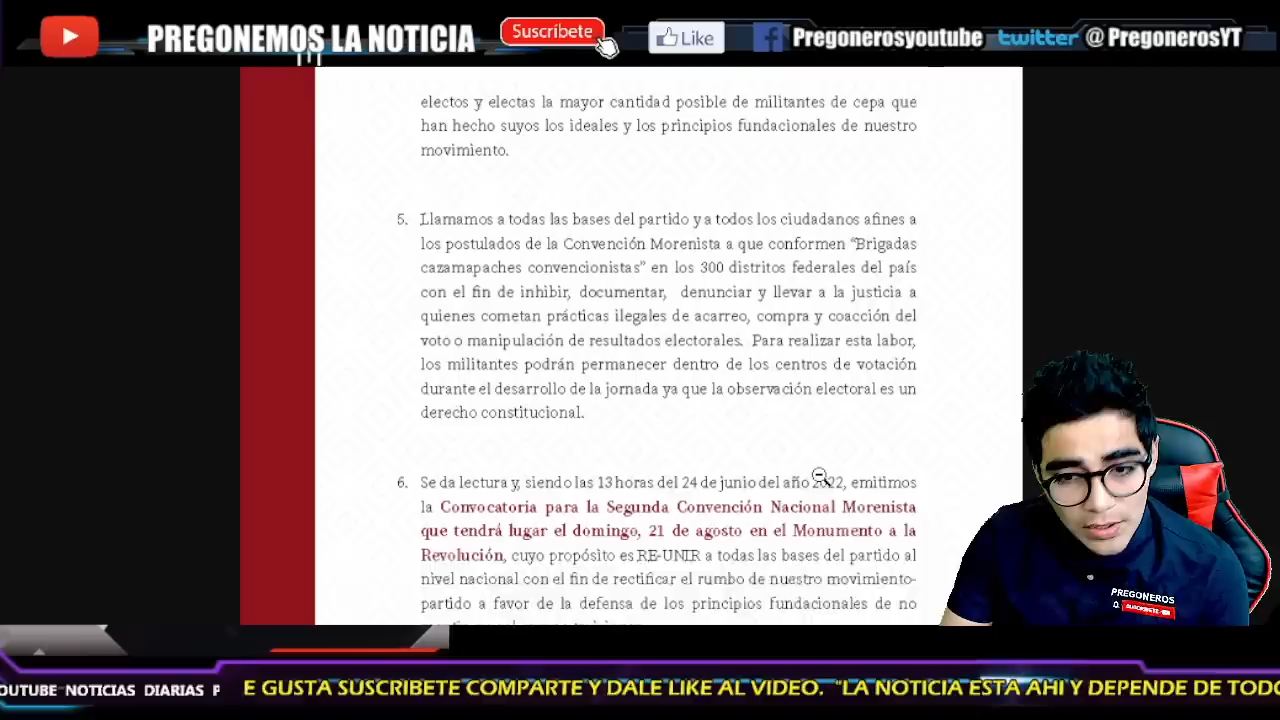 PREGONEMOS LA NOTICIA
Suscríbete
Like
Pregonerosyoutube
twitter @PregonerosYT
electos y electas la mayor cantidad posible de militantes de cepa que
han hecho suyos los ideales y los principios fundacionales de nuestro
movimiento.
5. Llamamos a todas las bases del partido y a todos los ciudadanos afines a
los postulados de la Convención Morenista a que conformen “Brigadas
cazamapaches convencionistas” en los 300 distritos federales del país
con el fin de inhibir, documentar, denunciar y llevar a la justicia a
quienes cometan prácticas ilegales de acarreo, compra y coacción del
voto o manipulación de resultados electorales. Para realizar esta labor,
los militantes podrán permanecer dentro de los centros de votación
durante el desarrollo de la jornada ya que la observación electoral es un
derecho constitucional.
6. Se da lectura y, siendo las 13 horas del 24 de junio del año 2022, emitimos
la Convocatoria para la Segunda Convención Nacional Morenista
que tendrá lugar el domingo, 21 de agosto en el Monumento a la
Revolución, cuyo propósito es RE-UNIR a todas las bases del partido al
nivel nacional con el fin de rectificar el rumbo de nuestro movimiento-
partido a favor de la defensa de los principios fundacionales de no
PREGONEROS
SUSCRIBETE
OUTUBE NOTICIAS DIARIAS P
E GUSTA SUSCRIBETE COMPARTE Y DALE LIKE AL VIDEO. "LA NOTICIA ESTA AHI Y DEPENDE DE TODO